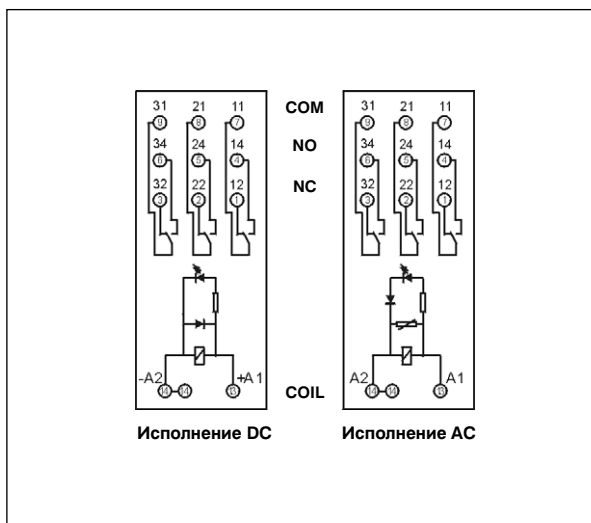 31 21 11 COM 31 21 11
9 8 7 9 8 7
34 24 14 NO 34 24 14
6 5 4 6 5 4
32 22 12 NC 32 22 12
3 2 1 3 2 1
-A2 +A1 A2 A1
14 14 13 COIL 14 14 13
Исполнение DC Исполнение AC